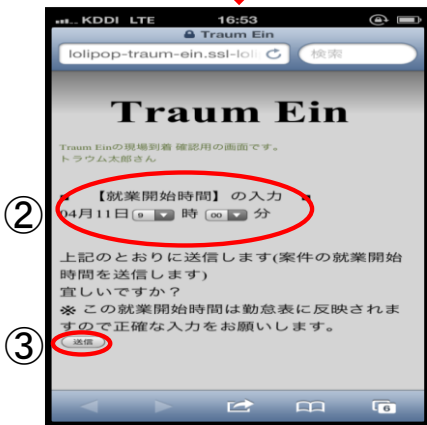 KDDI LTE 16:53
Traum Ein
lolipop-traum-ein.ssl-loli 検索
Traum Ein
Traum Einの現場到着 確認用の画面です。
トラウム太郎さん
② ■ 【就業開始時間】 の入力 ■
04月11日 9 時 00 分
上記のとおりに送信します(案件の就業開始
時間を送信します)
宜しいですか？
※ この就業開始時間は勤怠表に反映されま
すので正確な入力をお願いします。
③ 送信
6